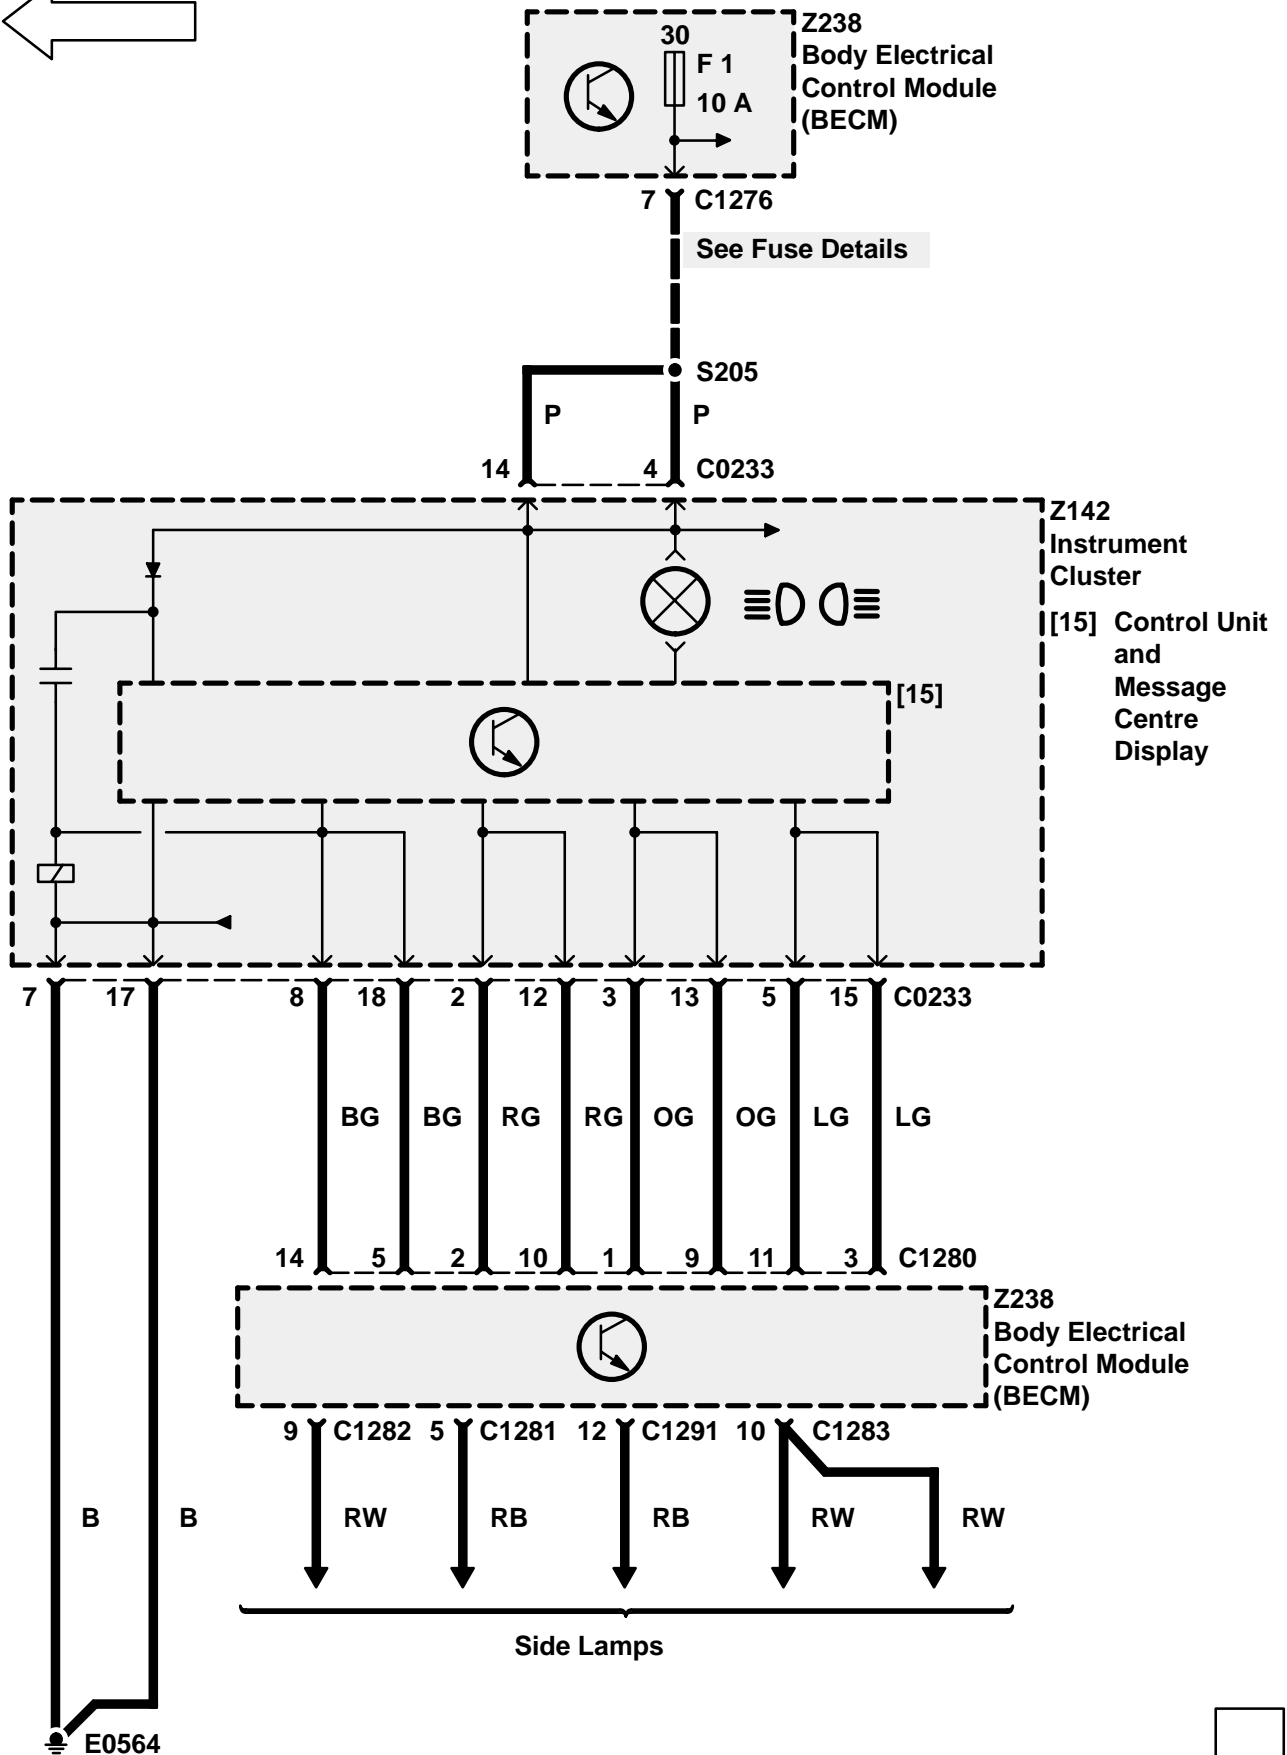 Z238
30
Body Electrical
F 1
Control Module
10 A
(BECM)
7 C1276
See Fuse Details
S205
P P
14 4 C0233
Z142
Instrument
Cluster
[15] Control Unit
and
Message
Centre
Display
[15]
7 17 8 18 2 12 3 13 5 15 C0233
BG BG RG RG OG OG LG LG
14 5 2 10 1 9 11 3 C1280
Z238
Body Electrical
Control Module
(BECM)
9 C1282 5 C1281 12 C1291 10 C1283
B B RW RB RB RW RW
Side Lamps
E0564